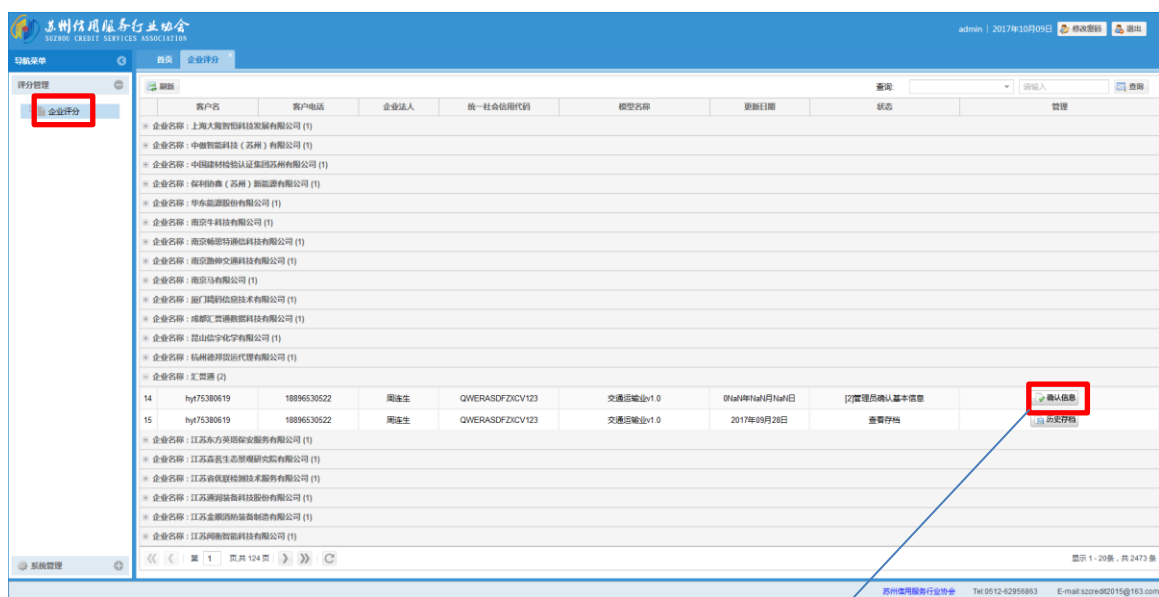 苏州信用服务行业协会
SUZHOU CREDIT SERVICES ASSOCIATION
admin | 2017年10月09日 修改密码 退出
导航菜单 首页 企业评分
评分管理 刷新 查询: 请输入 查询
企业评分
客户名 客户电话 企业法人 统一社会信用代码 模型名称 更新日期 状态 管理
企业名称:上海大隆智恒科技发展有限公司 (1)
企业名称:中做智能科技(苏州)有限公司 (1)
企业名称:中国建材检验认证集团苏州有限公司 (1)
企业名称:保利协鑫(苏州)新能源有限公司 (1)
企业名称:华东能源股份有限公司 (1)
企业名称:南京牛科技有限公司 (1)
企业名称:南京畅思特通信科技有限公司 (1)
企业名称:南京路帅交通科技有限公司 (1)
企业名称:南京马有限公司 (1)
企业名称:厦门精码信息技术有限公司 (1)
企业名称:成都汇誉通数据科技有限公司 (1)
企业名称:昆山信宇化学有限公司 (1)
企业名称:杭州德邦货运代理有限公司 (1)
企业名称:汇誉通 (2)
14 hyt75380619 18896530522 周连生 QWERASDFZXCV123 交通运输业v1.0 0NaN年NaN月NaN日 [2]管理员确认基本信息 确认信息
15 hyt75380619 18896530522 周连生 QWERASDFZXCV123 交通运输业v1.0 2017年09月28日 查看存档 历史存档
企业名称:江苏东方英塔保安服务有限公司 (1)
企业名称:江苏森茗生态景观研究院有限公司 (1)
企业名称:江苏省优联检测技术服务有限公司 (1)
企业名称:江苏通润装备科技股份有限公司 (1)
企业名称:江苏金顺消防装备制造有限公司 (1)
企业名称:江苏闻衡智能科技有限公司 (1)
系统管理 第 1 页,共 124 页 显示 1 - 20条,共 2473 条
苏州信用服务行业协会 Tel:0512-62956863 E-mail:szcredit2015@163.com